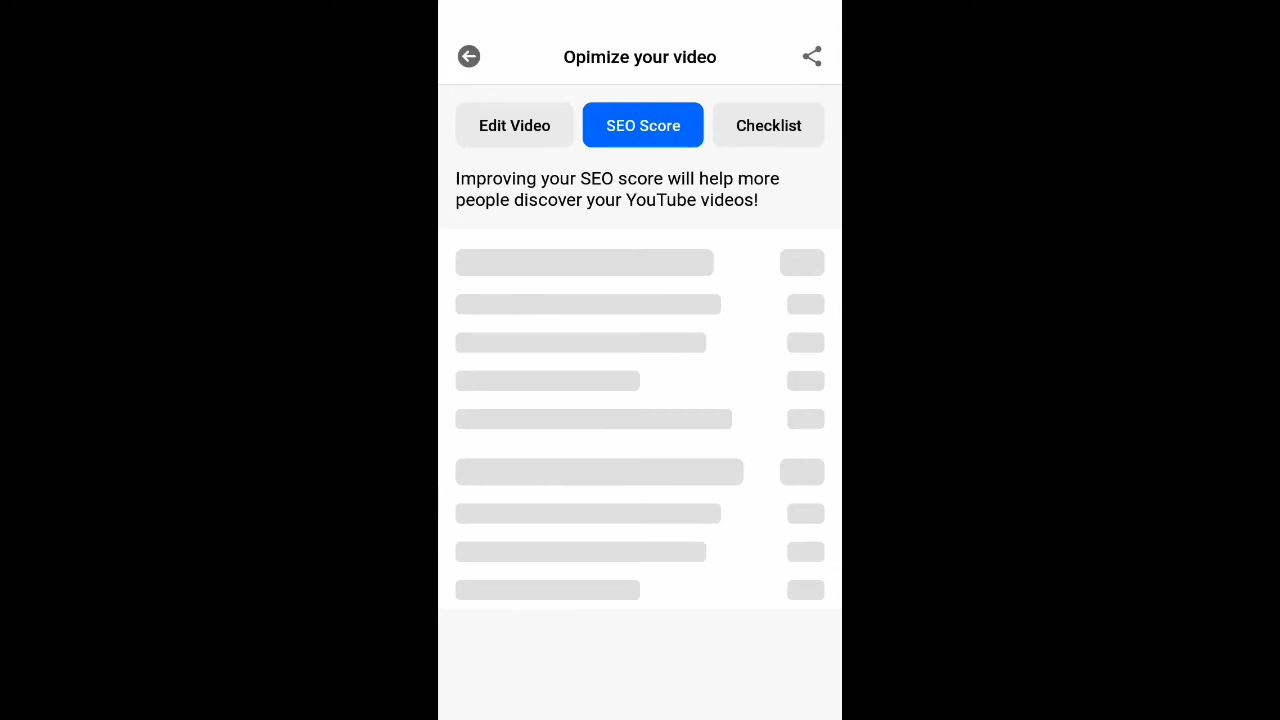 Opimize your video
Edit Video
SEO Score
Checklist
Improving your SEO score will help more
people discover your YouTube videos!